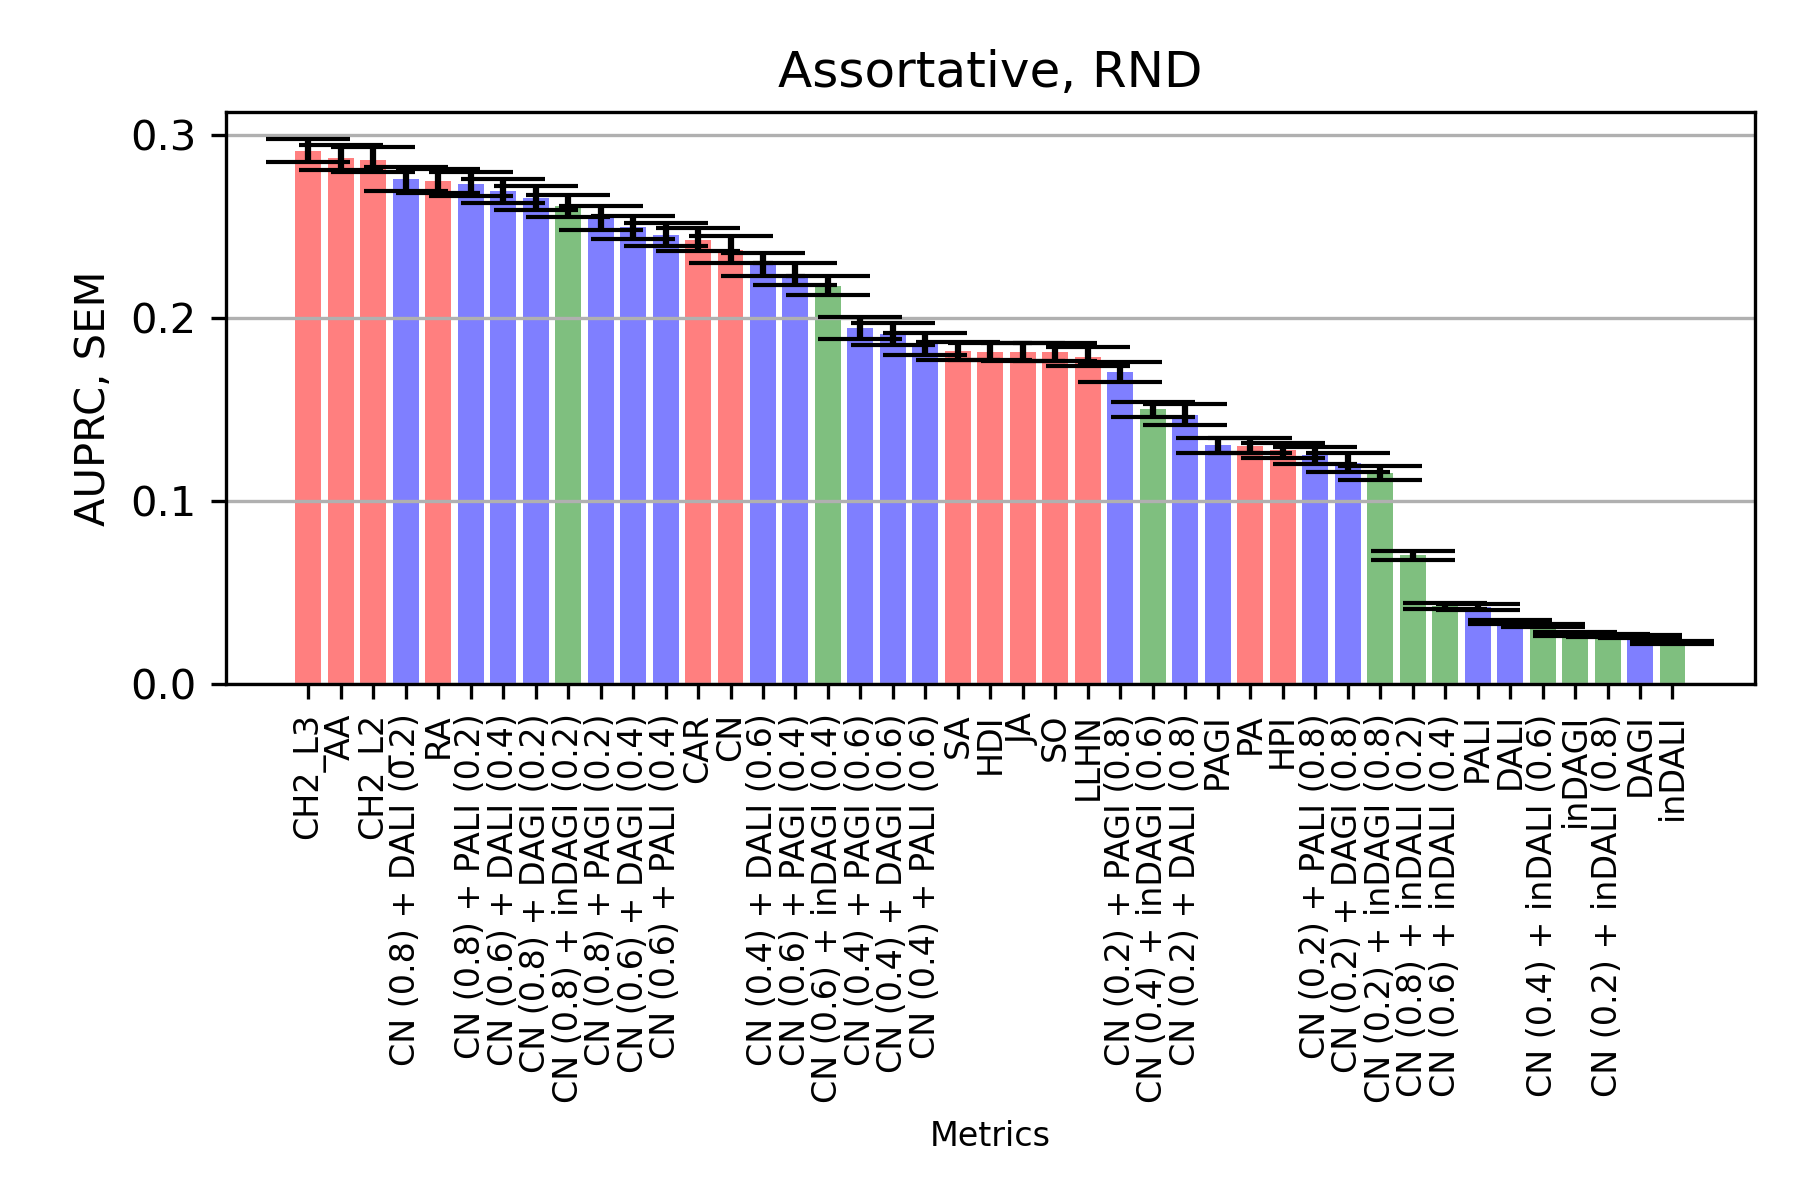 Assortative, RND
AUPRC, SEM
0.3
0.2
0.1
0.0
CH2_L3
AA
CH2_L2
CN (0.8) + DALI (0.2)
RA
CN (0.8) + PALI (0.2)
CN (0.6) + DALI (0.4)
CN (0.8) + DAGI (0.2)
CN (0.8) + inDAGI (0.2)
CN (0.8) + PAGI (0.2)
CN (0.6) + DAGI (0.4)
CN (0.6) + PALI (0.4)
CAR
CN
CN (0.4) + DALI (0.6)
CN (0.6) + PAGI (0.4)
CN (0.6) + inDAGI (0.4)
CN (0.4) + PAGI (0.6)
CN (0.4) + DAGI (0.6)
CN (0.4) + PALI (0.6)
SA
HDI
JA
SO
LLHN
CN (0.2) + PAGI (0.8)
CN (0.4) + inDAGI (0.6)
CN (0.2) + DALI (0.8)
PAGI
PA
HPI
CN (0.2) + PALI (0.8)
CN (0.2) + DAGI (0.8)
CN (0.2) + inDAGI (0.8)
CN (0.8) + inDALI (0.2)
CN (0.6) + inDALI (0.4)
PALI
DALI
CN (0.4) + inDALI (0.6)
inDAGI
CN (0.2) + inDALI (0.8)
DAGI
inDALI
Metrics